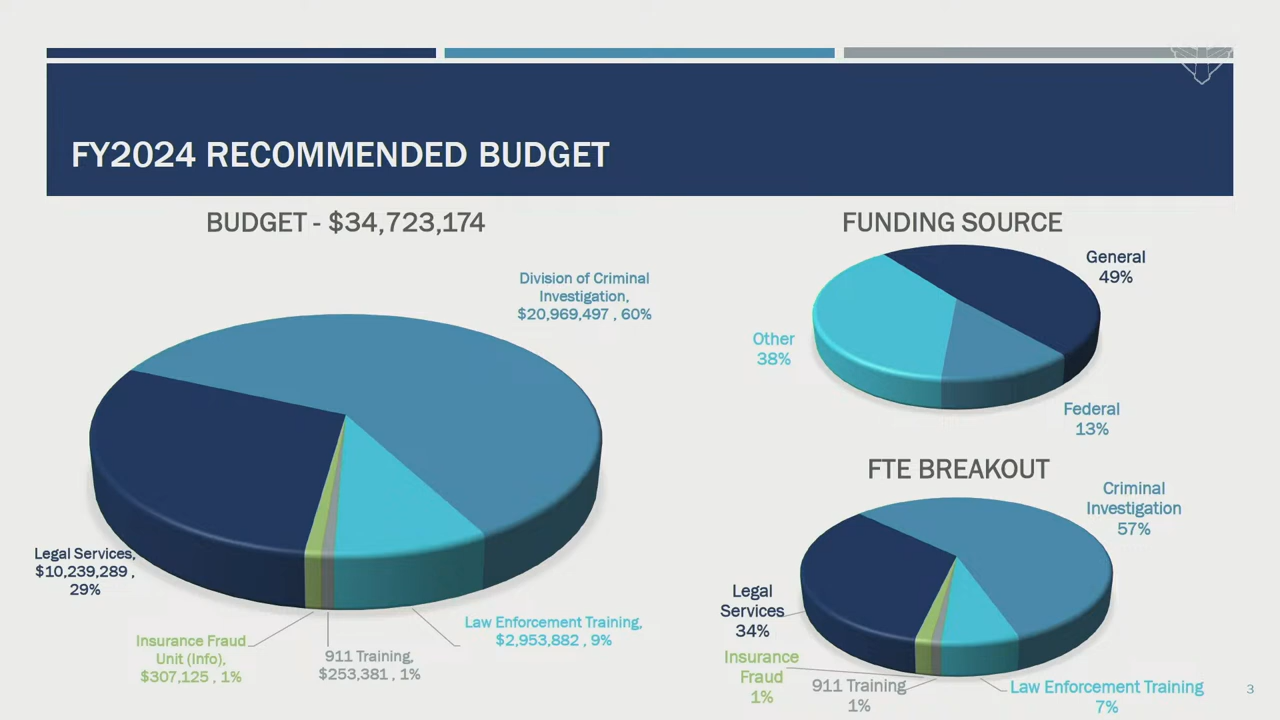 FY2024 RECOMMENDED BUDGET
BUDGET - $34,723,174
Division of Criminal
Investigation,
$20,969,497 , 60%
Legal Services,
$10,239,289 ,
29%
Insurance Fraud
Unit (Info),
$307,125 , 1%
911 Training,
$253,381 , 1%
Law Enforcement Training,
$2,953,882 , 9%
FUNDING SOURCE
General
49%
Other
38%
Federal
13%
FTE BREAKOUT
Criminal
Investigation
57%
Legal
Services
34%
Insurance
Fraud
1%
911 Training
1%
Law Enforcement Training
7%
3